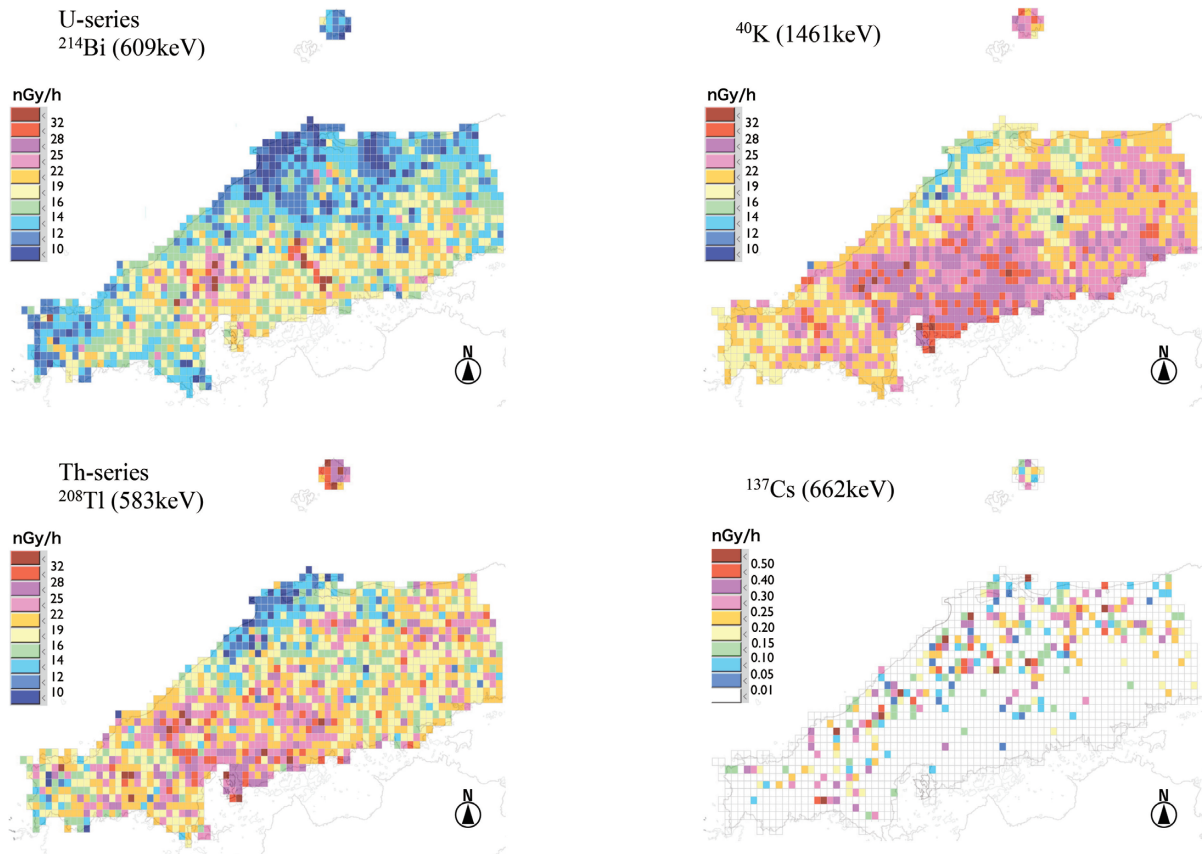 U-series
²¹⁴Bi (609keV)
nGy/h
32
28
25
22
19
16
14
12
10
N
⁴⁰K (1461keV)
nGy/h
32
28
25
22
19
16
14
12
10
N
Th-series
²⁰⁸Tl (583keV)
nGy/h
32
28
25
22
19
16
14
12
10
N
¹³⁷Cs (662keV)
nGy/h
0.50
0.40
0.30
0.25
0.20
0.15
0.10
0.05
0.01
N